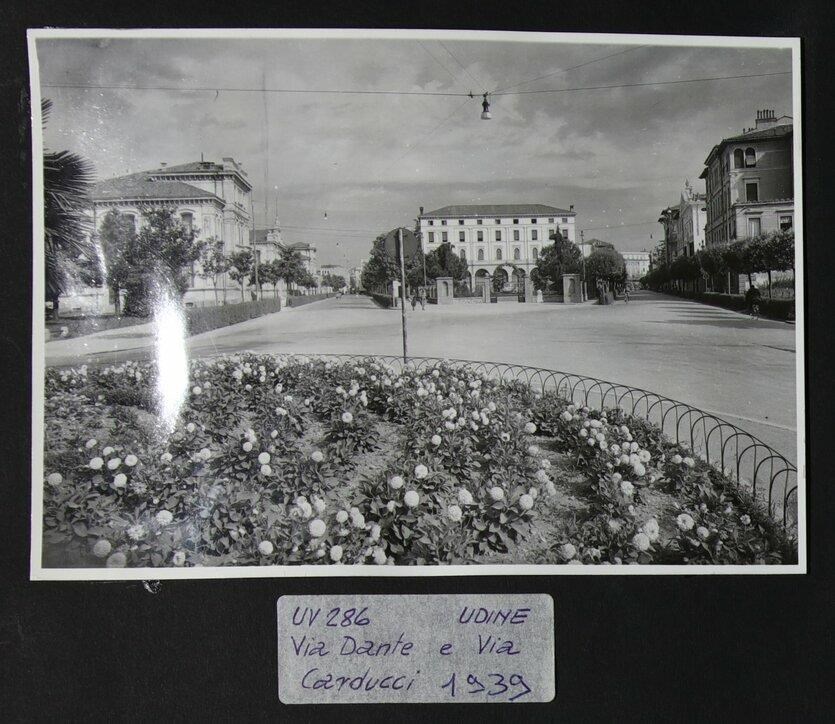 UV 286 UDINE
Via Dante e Via
Carducci 1939